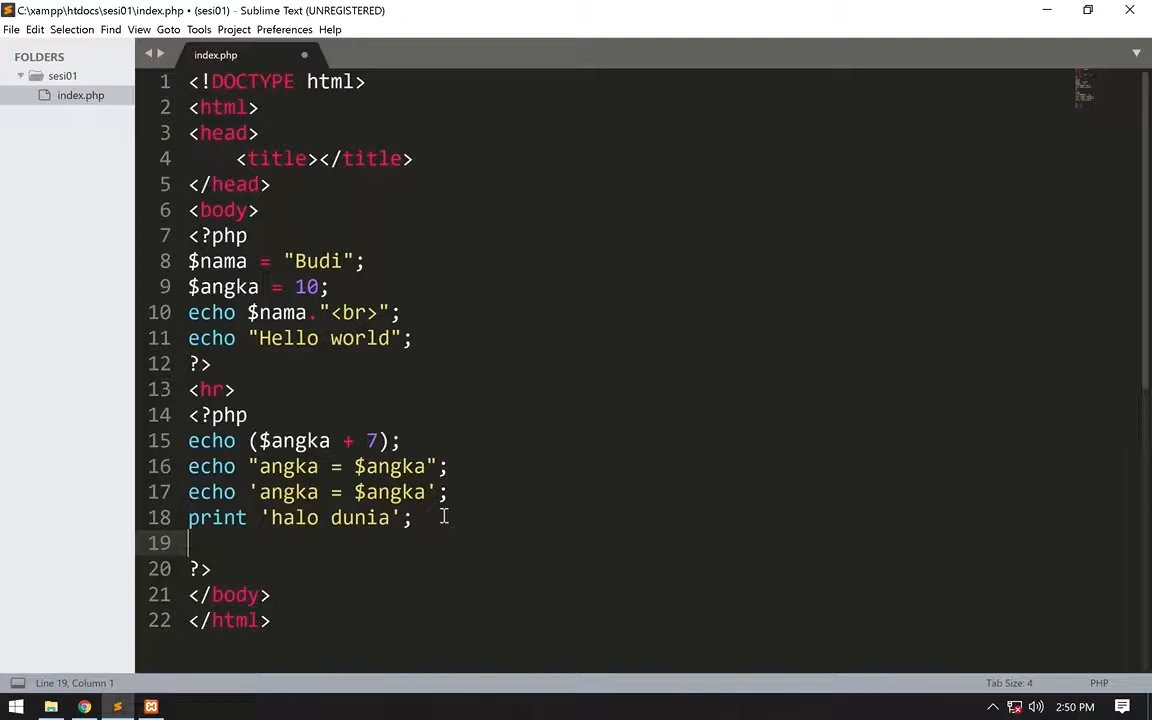 C:\xampp\htdocs\sesi01\index.php • (sesi01) - Sublime Text (UNREGISTERED)
File Edit Selection Find View Goto Tools Project Preferences Help
FOLDERS
sesi01
index.php
index.php
1 <!DOCTYPE html>
2 <html>
3 <head>
4 <title></title>
5 </head>
6 <body>
7 <?php
8 $nama = "Budi";
9 $angka = 10;
10 echo $nama."<br>";
11 echo "Hello world";
12 ?>
13 <hr>
14 <?php
15 echo ($angka + 7);
16 echo "angka = $angka";
17 echo 'angka = $angka';
18 print 'halo dunia';
19
20 ?>
21 </body>
22 </html>
Line 19, Column 1
Tab Size: 4
PHP
2:50 PM